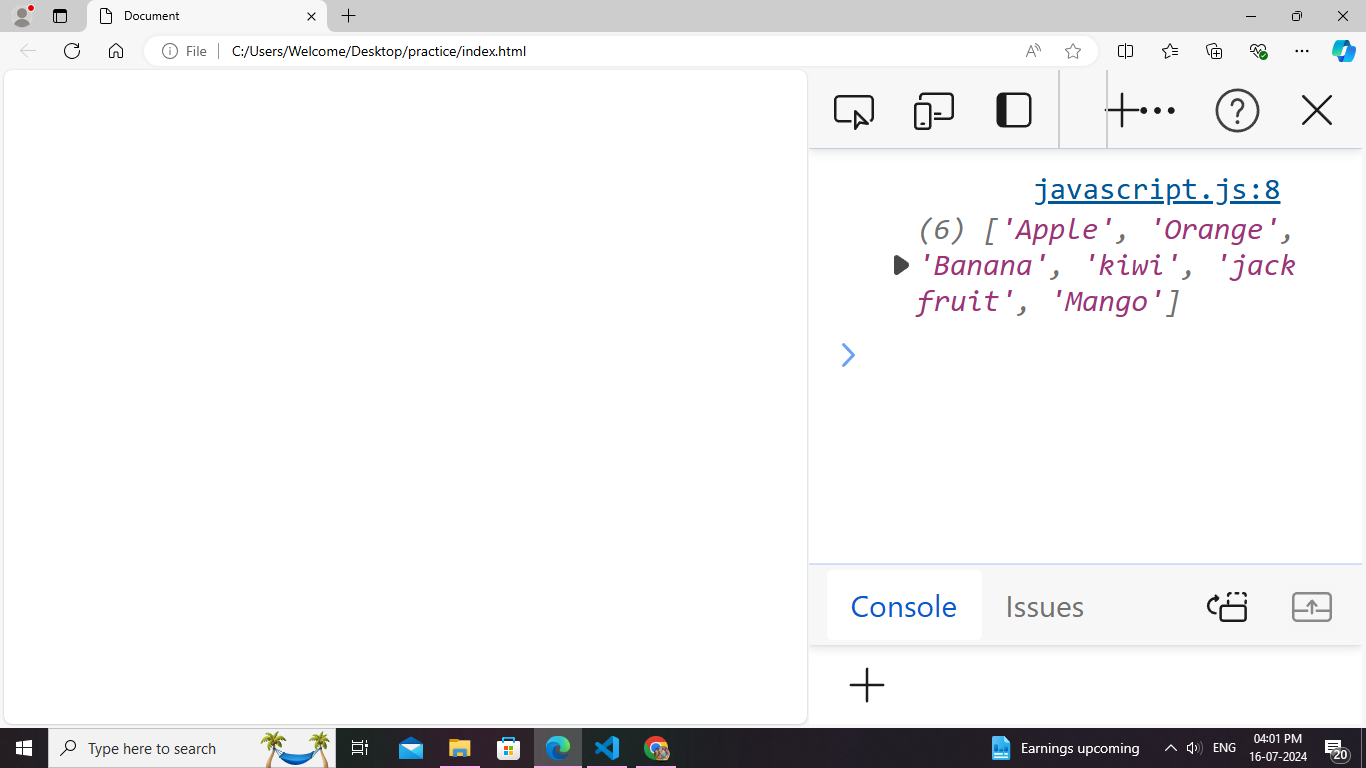 Document
File
C:/Users/Welcome/Desktop/practice/index.html
javascript.js:8
(6) ['Apple', 'Orange',
'Banana', 'kiwi', 'jack
fruit', 'Mango']
Console
Issues
Type here to search
Earnings upcoming
ENG
04:01 PM
16-07-2024
20